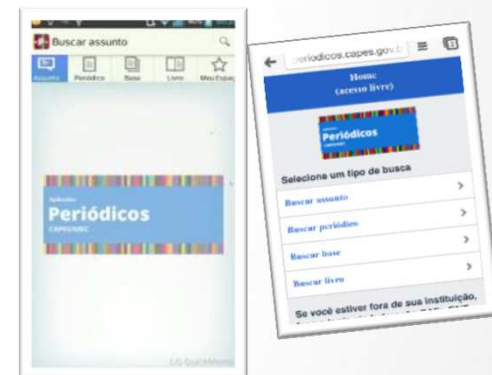 Buscar assunto
Assunto Periódico Base Livro Meu Espaço
Periódicos
CAPES/MEC
LG QuickMemo
periodicos.capes.gov.b
Home
(acesso livre)
Periódicos
Selecione um tipo de busca
Buscar assunto
Buscar periódico
Buscar base
Buscar livro
Se você estiver fora de sua instituição,